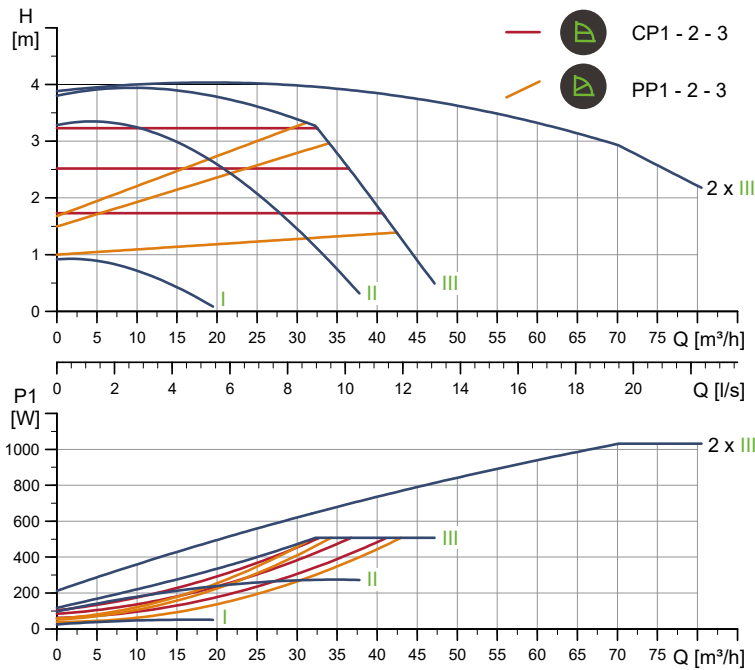 H
[m]
CP1 - 2 - 3
PP1 - 2 - 3
4
3
2
1
0
2 x III
I
II
III
0 5 10 15 20 25 30 35 40 45 50 55 60 65 70 75 Q [m³/h]
0 2 4 6 8 10 12 14 16 18 20 Q [l/s]
P1
[W]
1000
800
600
400
200
0
2 x III
III
II
I
0 5 10 15 20 25 30 35 40 45 50 55 60 65 70 75 Q [m³/h]